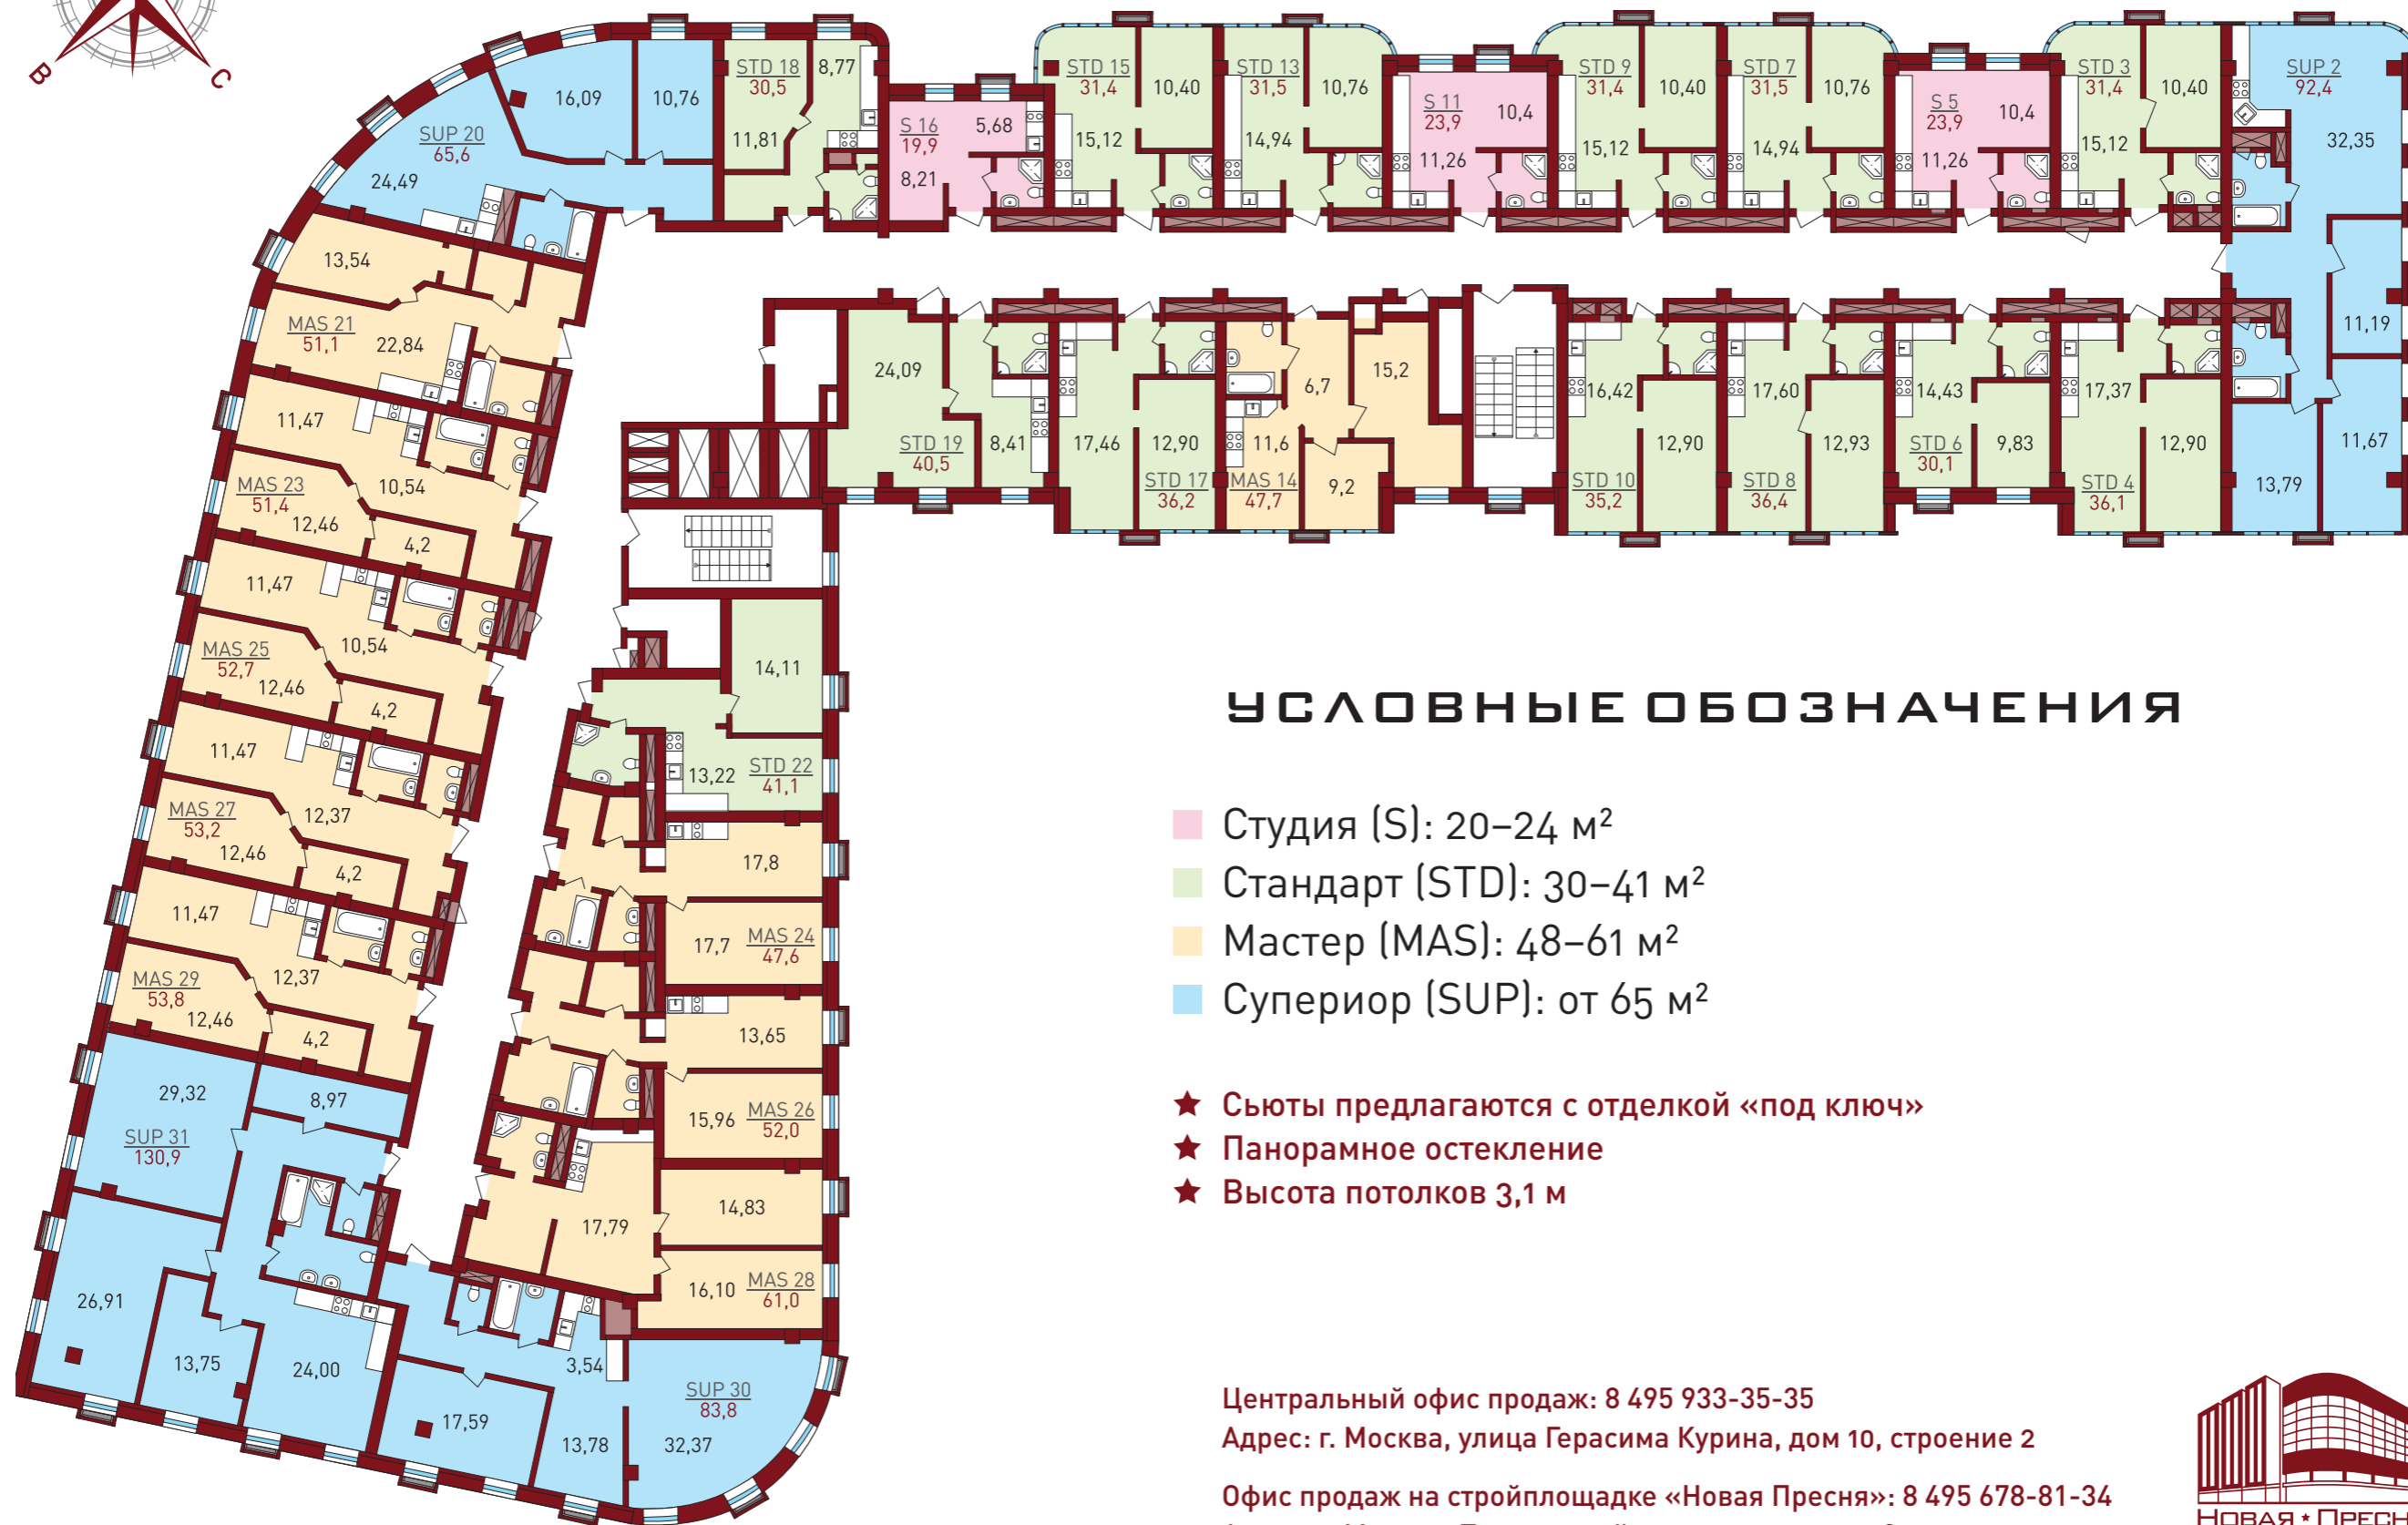 В
С
STD 18
30,5
8,77
11,81
16,09
10,76
SUP 20
65,6
24,49
S 16
19,9
5,68
8,21
STD 15
31,4
10,40
15,12
STD 13
31,5
10,76
14,94
S 11
23,9
10,4
11,26
STD 9
31,4
10,40
15,12
STD 7
31,5
10,76
14,94
S 5
23,9
10,4
11,26
STD 3
31,4
10,40
15,12
SUP 2
92,4
32,35
11,19
11,67
13,79
13,54
MAS 21
51,1
22,84
24,09
STD 19
40,5
8,41
17,46
12,90
STD 17
36,2
6,7
15,2
11,6
MAS 14
47,7
9,2
16,42
12,90
STD 10
35,2
17,60
12,93
STD 8
36,4
14,43
STD 6
30,1
9,83
17,37
12,90
STD 4
36,1
11,47
MAS 23
51,4
10,54
12,46
4,2
11,47
MAS 25
52,7
10,54
12,46
4,2
11,47
MAS 27
53,2
12,37
12,46
4,2
11,47
MAS 29
53,8
12,37
12,46
4,2
14,11
13,22
STD 22
41,1
17,8
17,7
MAS 24
47,6
13,65
15,96
MAS 26
52,0
14,83
17,79
16,10
MAS 28
61,0
29,32
8,97
SUP 31
130,9
26,91
13,75
24,00
17,59
3,54
13,78
SUP 30
83,8
32,37
УСЛОВНЫЕ ОБОЗНАЧЕНИЯ
Студия (S): 20–24 м²
Стандарт (STD): 30–41 м²
Мастер (MAS): 48–61 м²
Супериор (SUP): от 65 м²
★ Сьюты предлагаются с отделкой «под ключ»
★ Панорамное остекление
★ Высота потолков 3,1 м
Центральный офис продаж: 8 495 933-35-35
Адрес: г. Москва, улица Герасима Курина, дом 10, строение 2
Офис продаж на стройплощадке «Новая Пресня»: 8 495 678-81-34
НОВАЯ ★